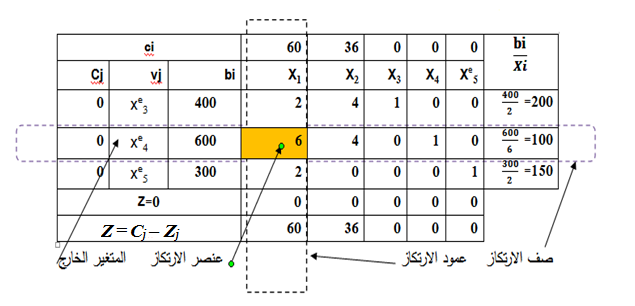 ci 60 36 0 0 0 bi/Xi
Cj vj bi X₁ X₂ X₃ X₄ Xᵉ₅
0 Xᵉ₃ 400 2 4 1 0 0 400/2 =200
0 Xᵉ₄ 600 6 4 0 1 0 600/6 =100
0 Xᵉ₅ 300 2 0 0 0 1 300/2 =150
Z=0 0 0 0 0 0
Z = Cj – Zj 60 36 0 0 0
صف الارتكاز عمود الارتكاز عنصر الارتكاز المتغير الخارج